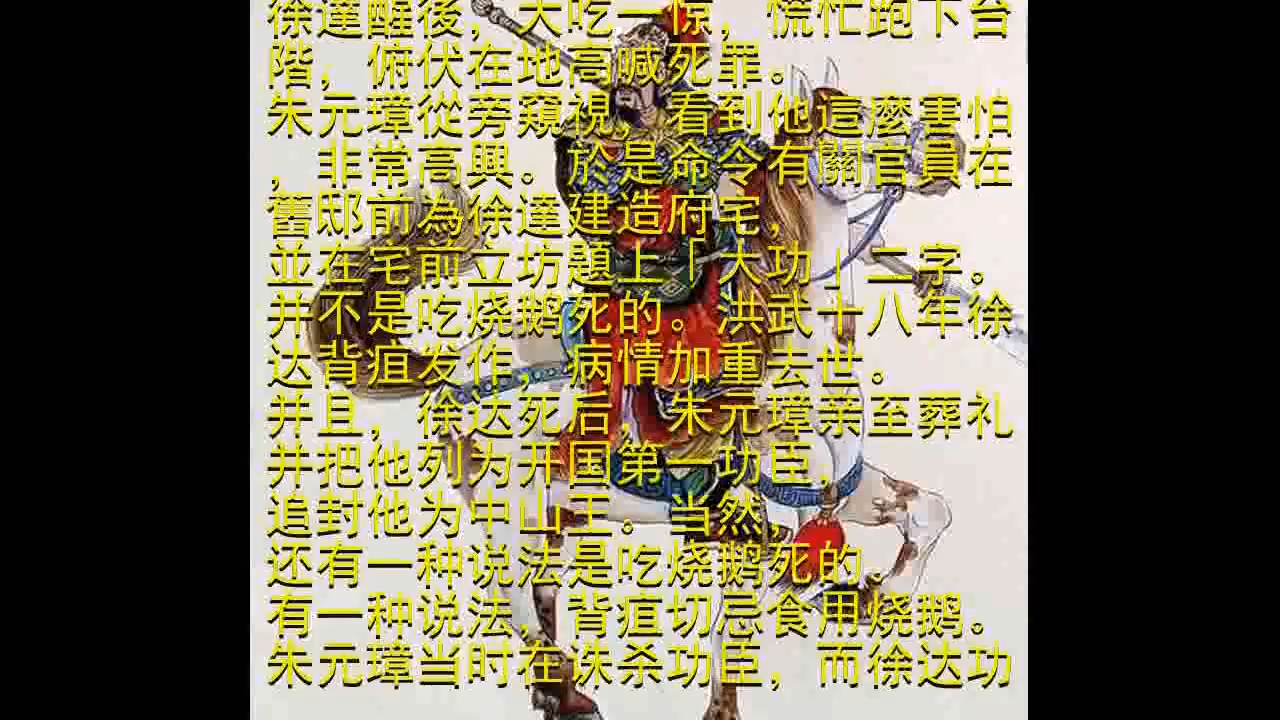 徐達醒後，大吃一惊，慌忙跑下台
階，俯伏在地高喊死罪。
朱元璋從旁窺視，看到他這麼害怕
，非常高興。於是命令有關官員在
舊邸前為徐達建造府宅，
並在宅前立坊題上「大功」二字。
并不是吃烧鹅死的。洪武十八年徐
达背疽发作，病情加重去世。
并且，徐达死后，朱元璋亲至葬礼
并把他列为开国第一功臣，
追封他为中山王。当然，
还有一种说法是吃烧鹅死的。
有一种说法，背疽切忌食用烧鹅。
朱元璋当时在诛杀功臣，而徐达功